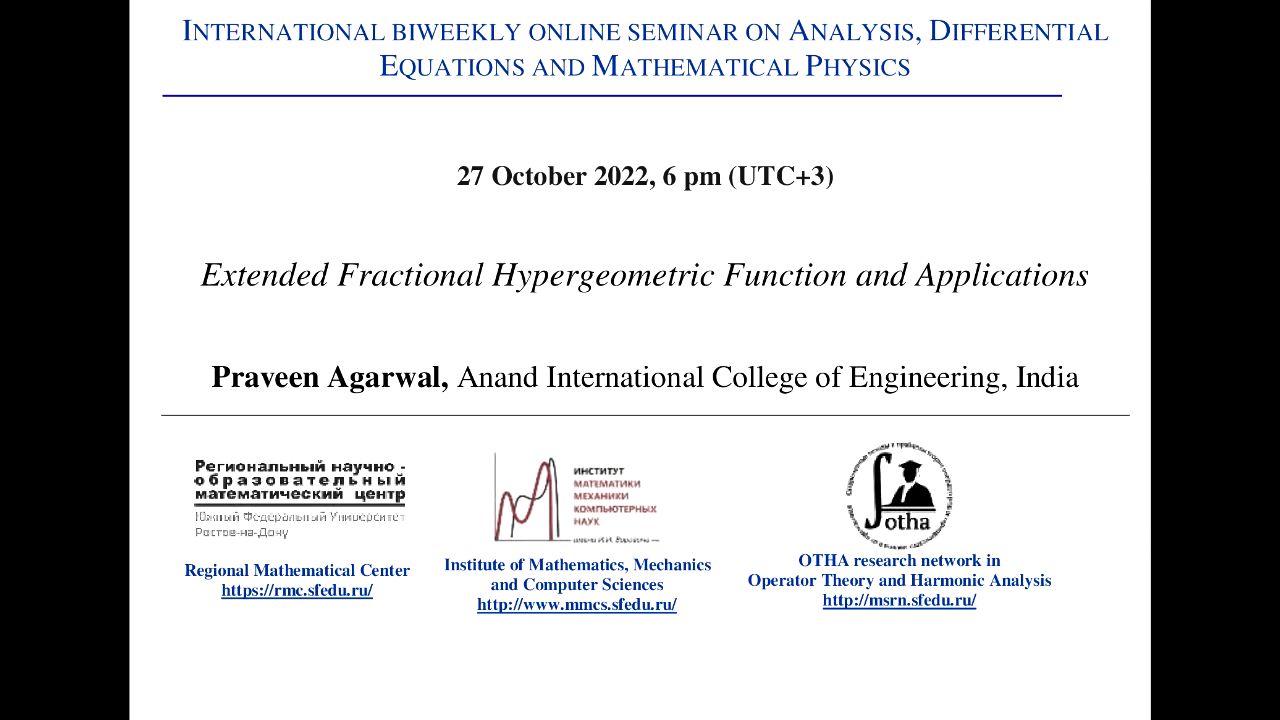 INTERNATIONAL BIWEEKLY ONLINE SEMINAR ON ANALYSIS, DIFFERENTIAL
EQUATIONS AND MATHEMATICAL PHYSICS
27 October 2022, 6 pm (UTC+3)
Extended Fractional Hypergeometric Function and Applications
Praveen Agarwal, Anand International College of Engineering, India
Региональный научно -
образовательный
математический центр
Южный Федеральный Университет
Ростов-на-Дону
Regional Mathematical Center
https://rmc.sfedu.ru/
ИНСТИТУТ
МАТЕМАТИКИ
МЕХАНИКИ
КОМПЬЮТЕРНЫХ
НАУК
имени И.И. Воровича
Institute of Mathematics, Mechanics
and Computer Sciences
http://www.mmcs.sfedu.ru/
otha
OTHA research network in
Operator Theory and Harmonic Analysis
http://msrn.sfedu.ru/